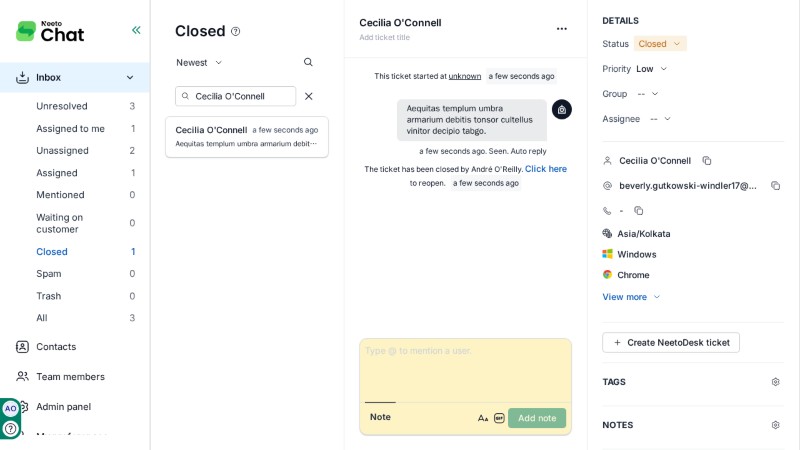 Neeto
Chat
Inbox
Unresolved 3
Assigned to me 1
Unassigned 2
Assigned 1
Mentioned 0
Waiting on
customer 0
Closed 1
Spam 0
Trash 0
All 3
Contacts
Team members
Admin panel
AO
Closed
Newest
Cecilia O'Connell
Cecilia O'Connell a few seconds ago
Aequitas templum umbra armarium debit...
Cecilia O'Connell
Add ticket title
This ticket started at unknown a few seconds ago
Aequitas templum umbra
armarium debitis tonsor cultellus
vinitor decipio tabgo.
a few seconds ago. Seen. Auto reply
The ticket has been closed by André O'Reilly. Click here
to reopen. a few seconds ago
Type @ to mention a user.
Note
GIF
Add note
DETAILS
Status Closed
Priority Low
Group --
Assignee --
Cecilia O'Connell
beverly.gutkowski-windler17@...
-
Asia/Kolkata
Windows
Chrome
View more
+ Create NeetoDesk ticket
TAGS
NOTES